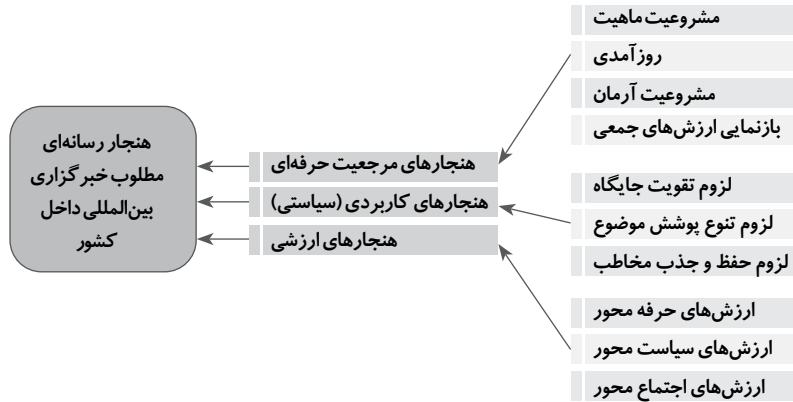 مشروعیت ماهیت
روزآمدی
مشروعیت آرمان
بازنمایی ارزش‌های جمعی
لزوم تقویت جایگاه
لزوم تنوع پوشش موضوع
لزوم حفظ و جذب مخاطب
ارزش‌های حرفه محور
ارزش‌های سیاست محور
ارزش‌های اجتماع محور
هنجارهای مرجعیت حرفه‌ای
هنجارهای کاربردی (سیاستی)
هنجارهای ارزشی
هنجار رسانه‌ای
مطلوب خبرگزاری
بین‌المللی داخل
کشور